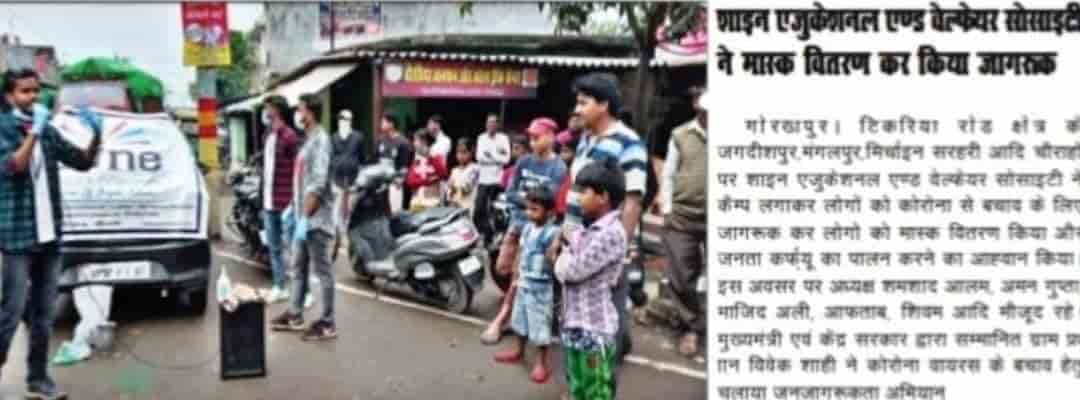 ne
शाइन एजुकेशनल एण्ड वेल्फेयर सोसाइटी
ने मास्क वितरण कर किया जागरूक
गोरखपुर। टिकरिया रोड क्षेत्र के
जगदीशपुर,मंगलपुर,मिर्चाइन सरहरी आदि चौराहों
पर शाइन एजुकेशनल एण्ड वेल्फेयर सोसाइटी ने
कैम्प लगाकर लोगों को कोरोना से बचाव के लिए
जागरूक कर लोगो को मास्क वितरण किया और
जनता कर्फ्यू का पालन करने का आह्वान किया।
इस अवसर पर अध्यक्ष शमशाद आलम, अमन गुप्ता,
माजिद अली, आफताब, शिवम आदि मौजूद रहे।
मुख्यमंत्री एवं केंद्र सरकार द्वारा सम्मानित ग्राम प्र
ान विवेक शाही ने कोरोना वायरस के बचाव हेतु
चलाया जनजागरूकता अभियान